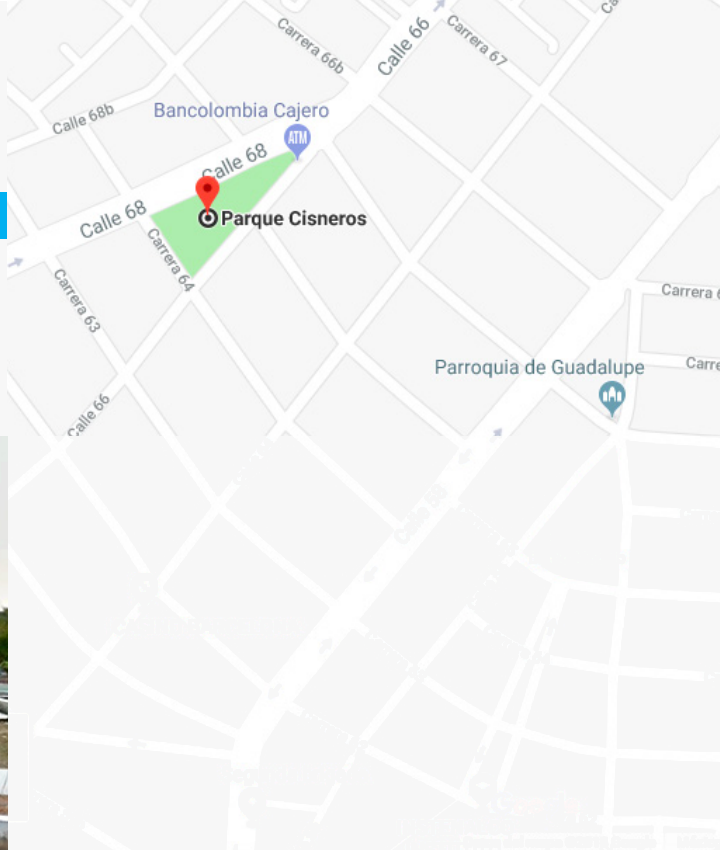 Ca
Carrera 67
Carrera 66b
Calle 66
Bancolombia Cajero
Calle 68b
ATM
Calle 68
Parque Cisneros
Calle 68
Carrera 64
Carrera 63
Carrera 6
Parroquia de Guadalupe
Carre
Calle 66